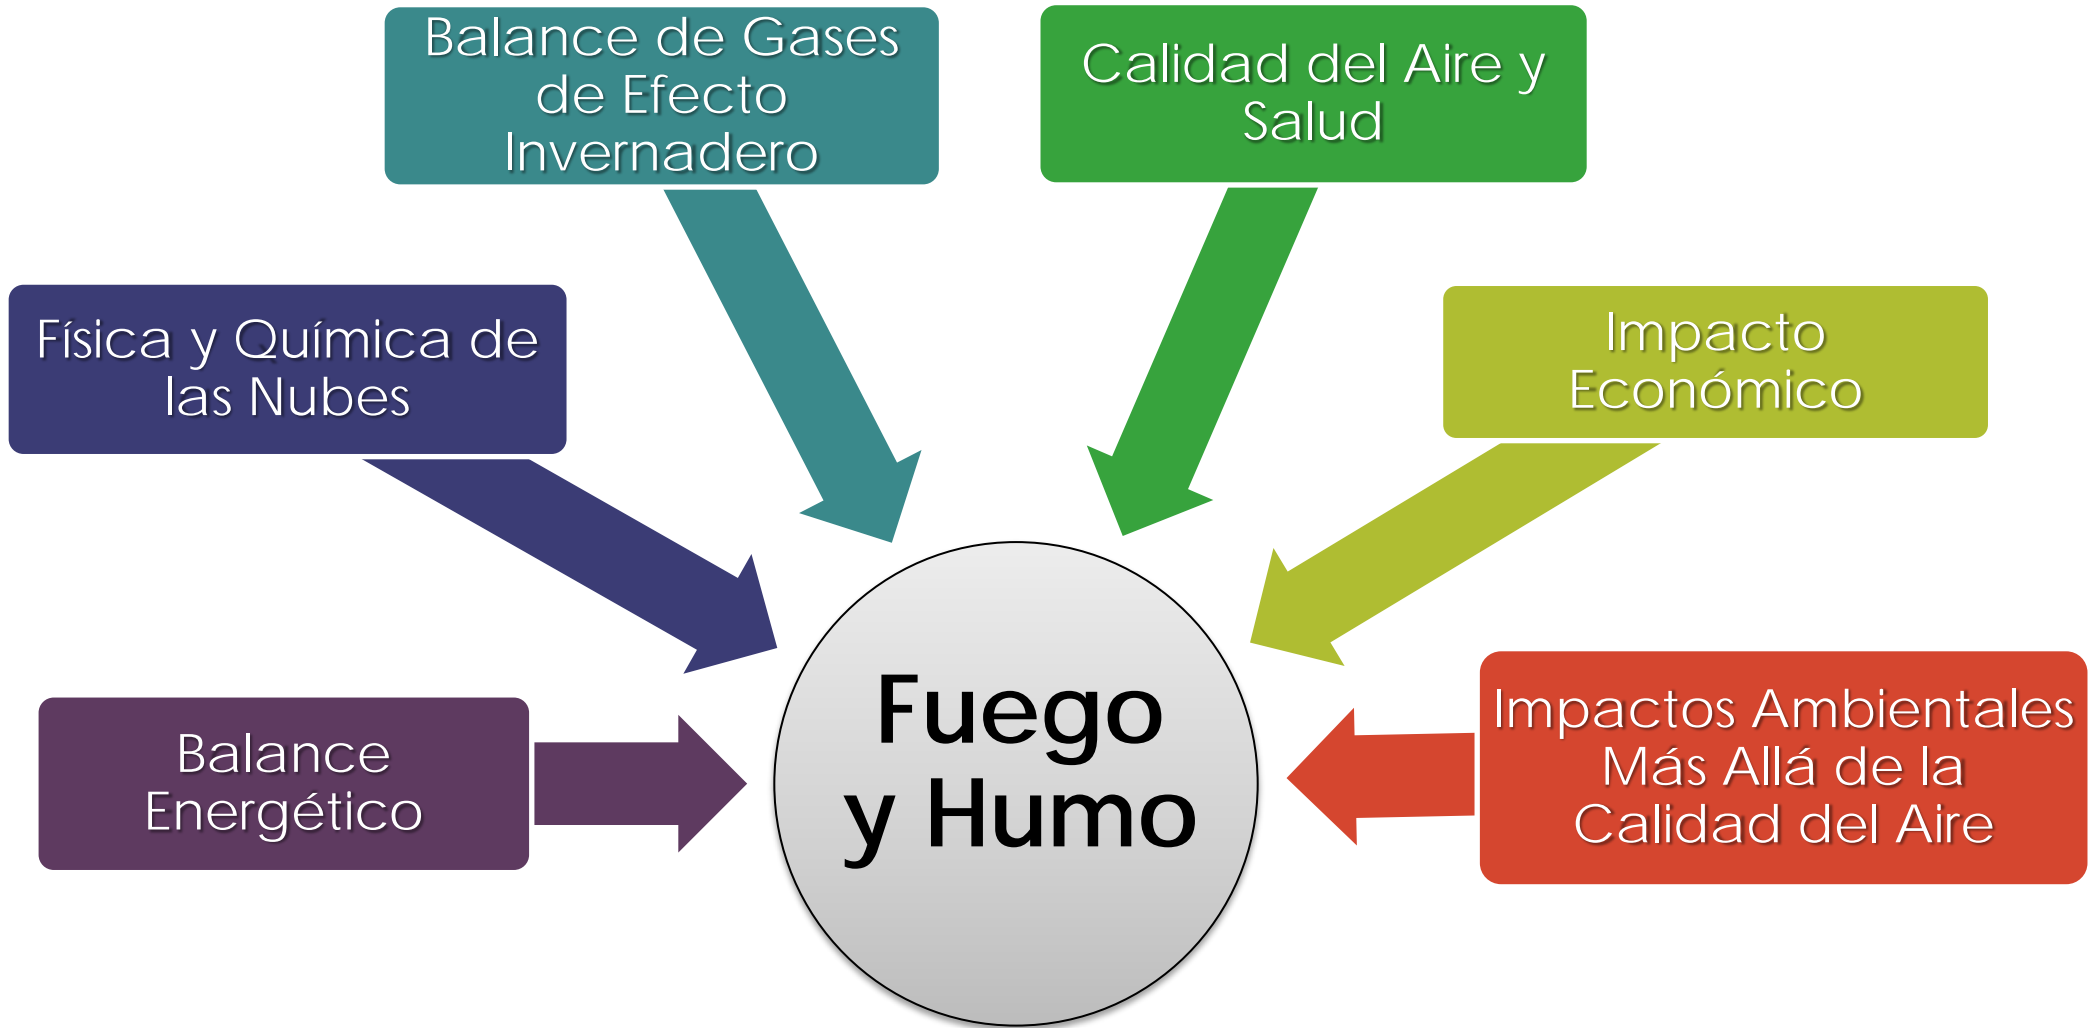 Balance de Gases
de Efecto
Invernadero
Calidad del Aire y
Salud
Física y Química de
las Nubes
Impacto
Económico
Balance
Energético
Fuego
y Humo
Impactos Ambientales
Más Allá de la
Calidad del Aire